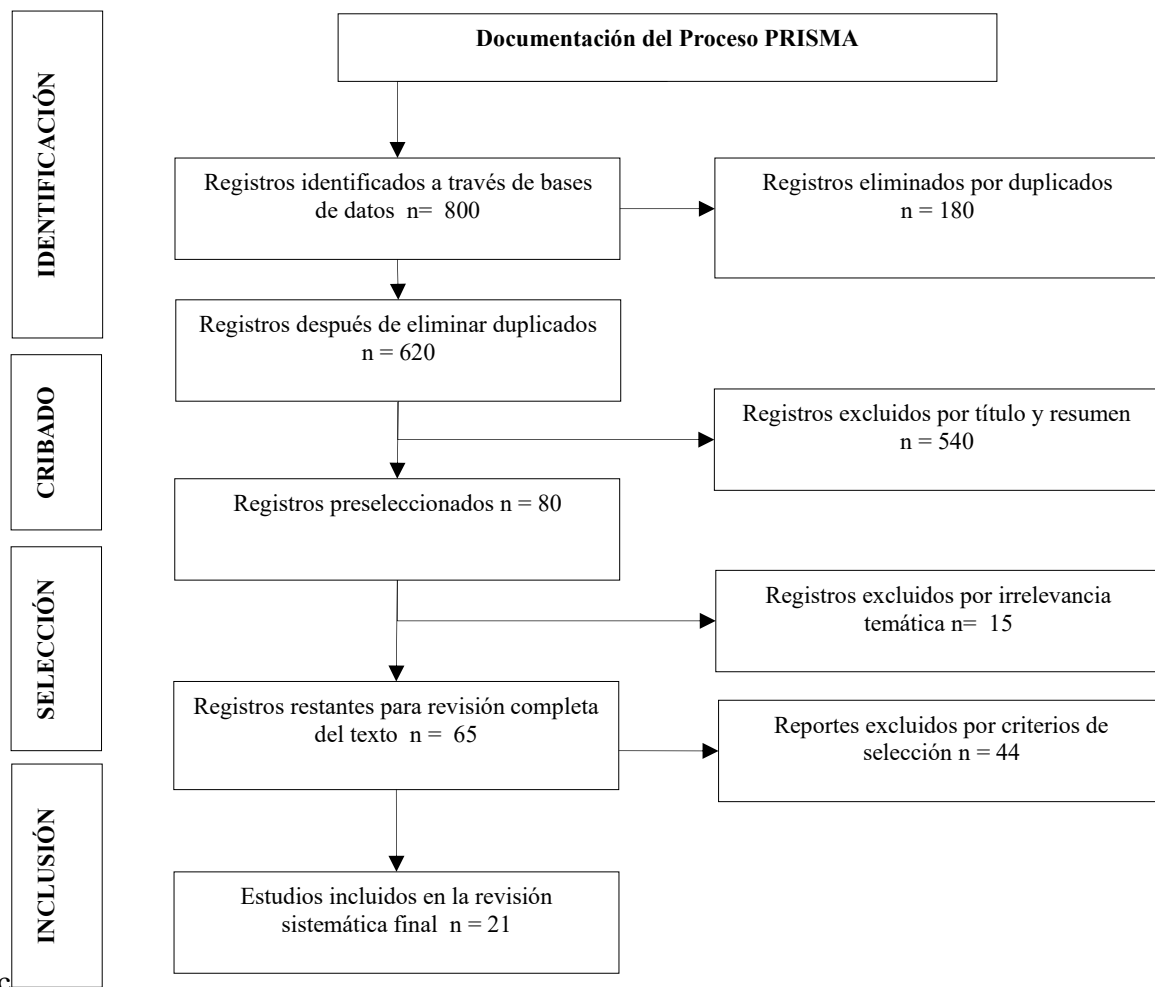 Documentación del Proceso PRISMA
IDENTIFICACIÓN
Registros identificados a través de bases
de datos n= 800
Registros eliminados por duplicados
n = 180
Registros después de eliminar duplicados
n = 620
CRIBADO
Registros excluidos por título y resumen
n = 540
Registros preseleccionados n = 80
SELECCIÓN
Registros excluidos por irrelevancia
temática n= 15
Registros restantes para revisión completa
del texto n = 65
Reportes excluidos por criterios de
selección n = 44
INCLUSIÓN
Estudios incluidos en la revisión
sistemática final n = 21